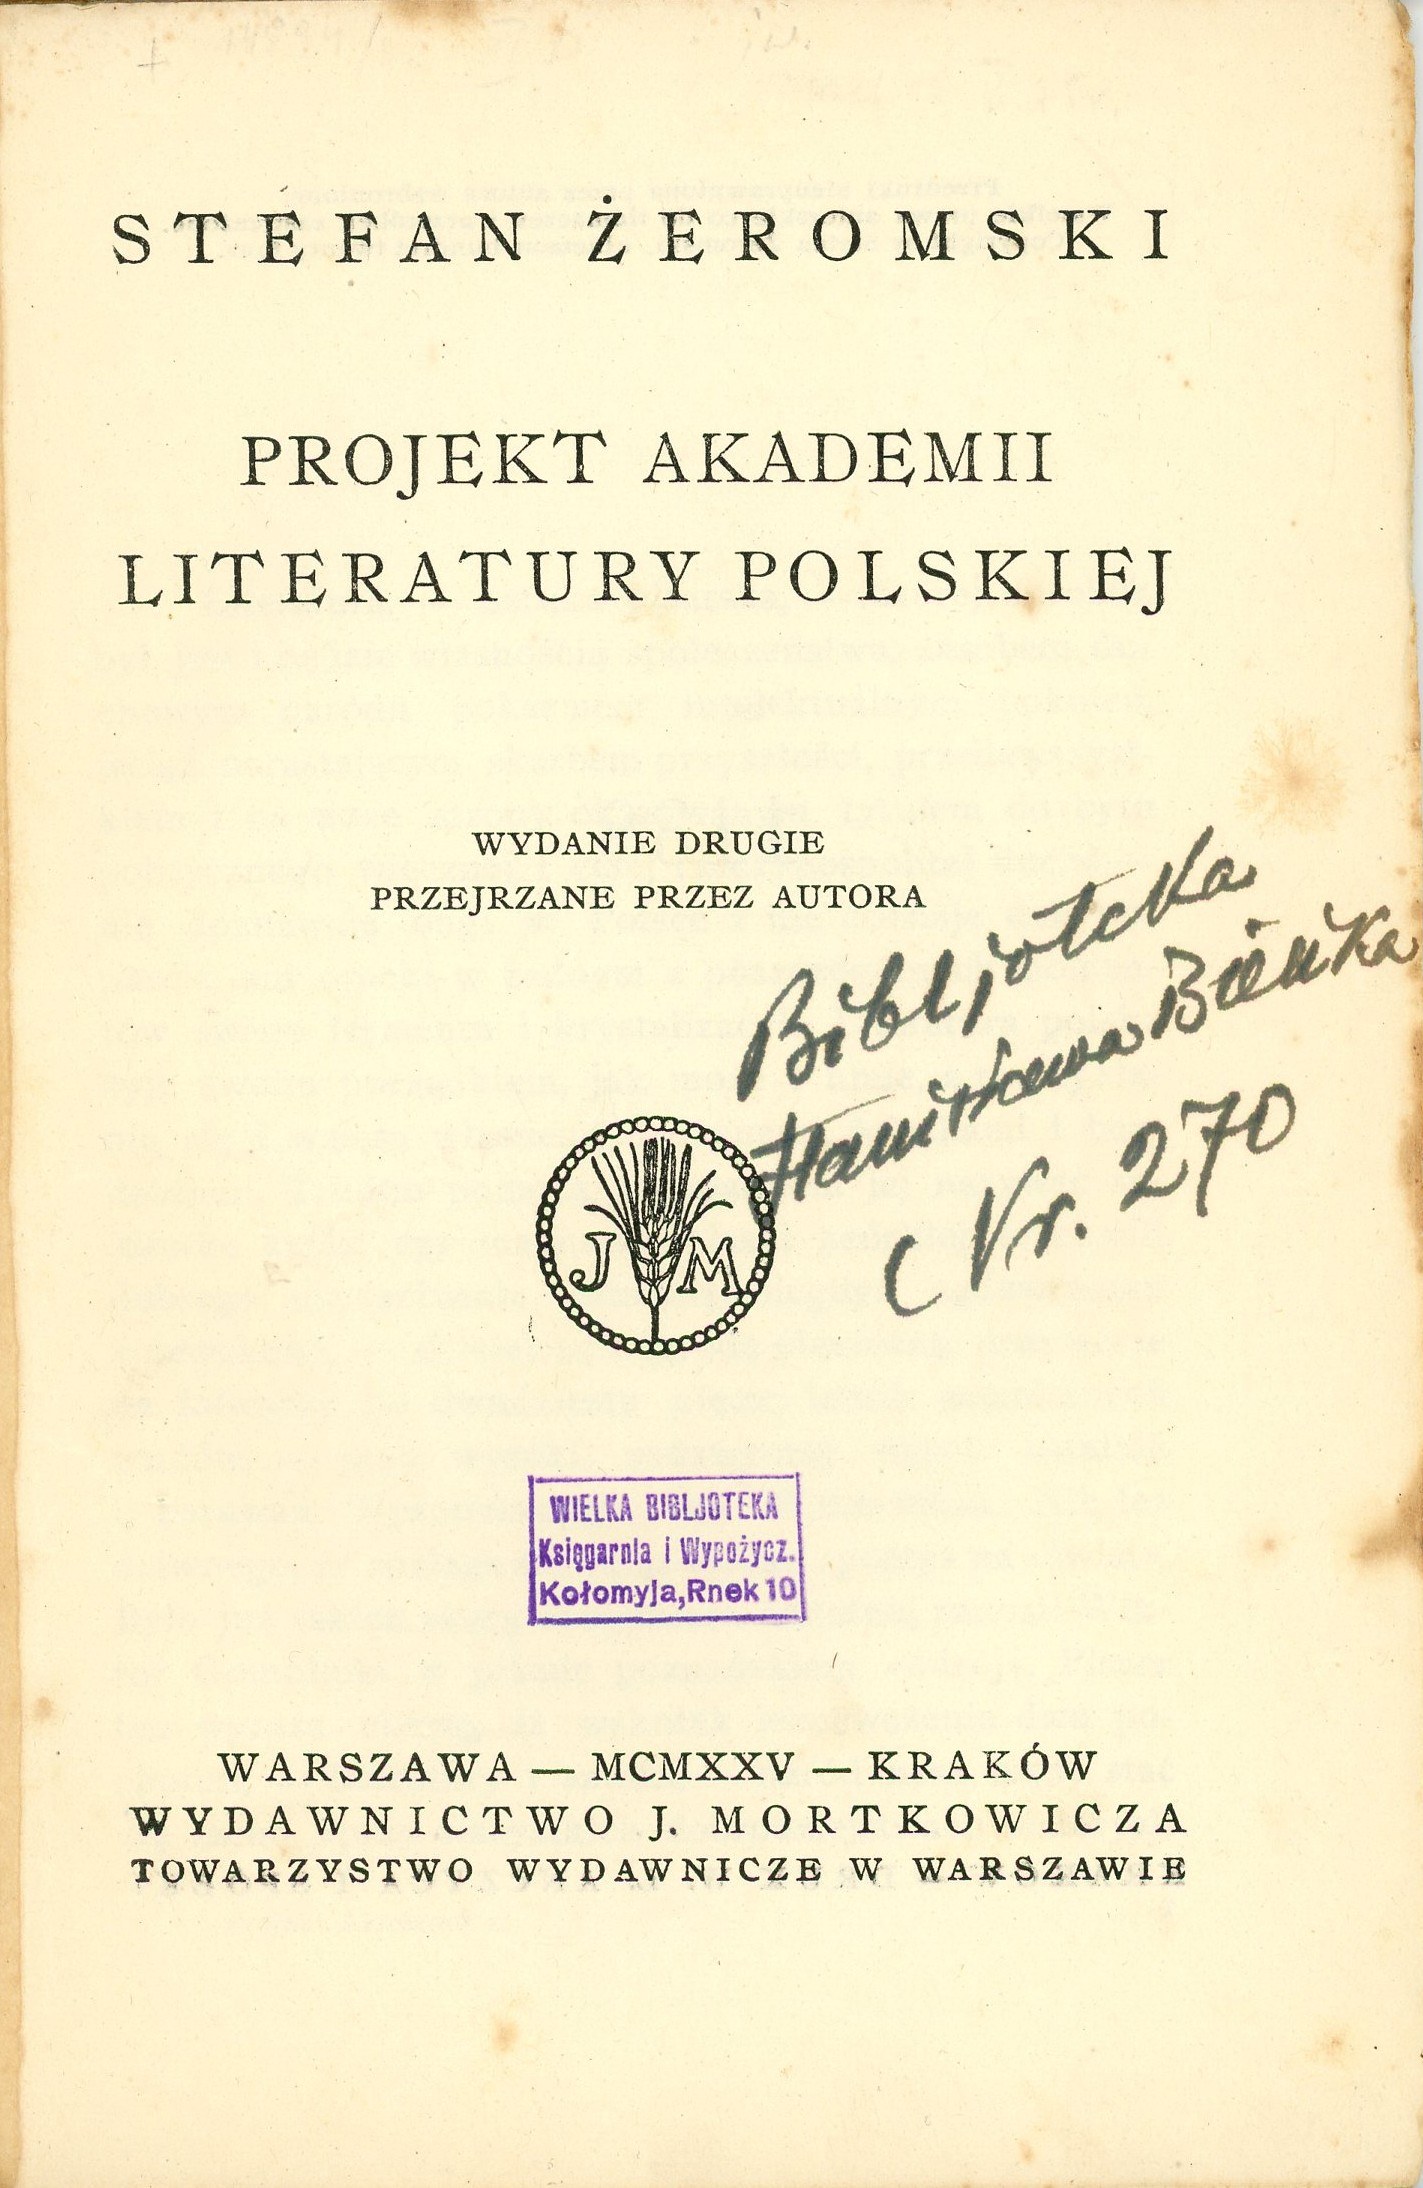 STEFAN ŻEROMSKI
PROJEKT AKADEMII
LITERATURY POLSKIEJ
WYDANIE DRUGIE
PRZEJRZANE PRZEZ AUTORA
Bibljoteka
Stanisława Bieńka
Nr. 270
J M
WIELKA BIBLJOTEKA
Księgarnia i Wypożycz.
Kołomyja, Rnek 10
WARSZAWA — MCMXXV — KRAKÓW
WYDAWNICTWO J. MORTKOWICZA
TOWARZYSTWO WYDAWNICZE W WARSZAWIE